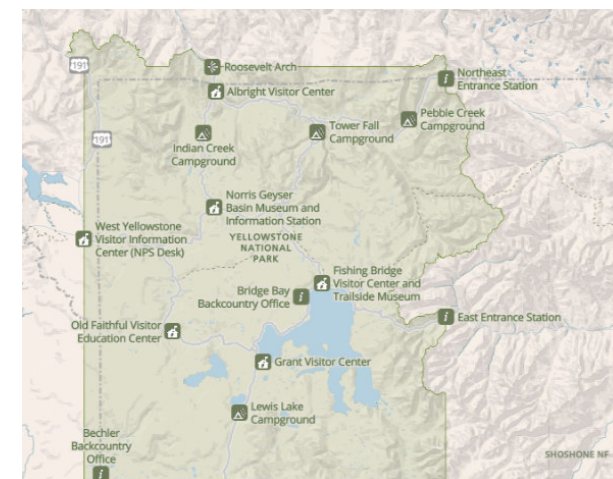 191
Roosevelt Arch
Northeast
Entrance Station
Albright Visitor Center
Pebble Creek
Campground
Tower Fall
Campground
191
Indian Creek
Campground
Norris Geyser
Basin Museum and
Information Station
West Yellowstone
Visitor Information
Center (NPS Desk)
YELLOWSTONE
NATIONAL
PARK
Fishing Bridge
Visitor Center and
Trailside Museum
Bridge Bay
Backcountry Office
East Entrance Station
Old Faithful Visitor
Education Center
Grant Visitor Center
Lewis Lake
Campground
Bechler
Backcountry
Office
SHOSHONE NF